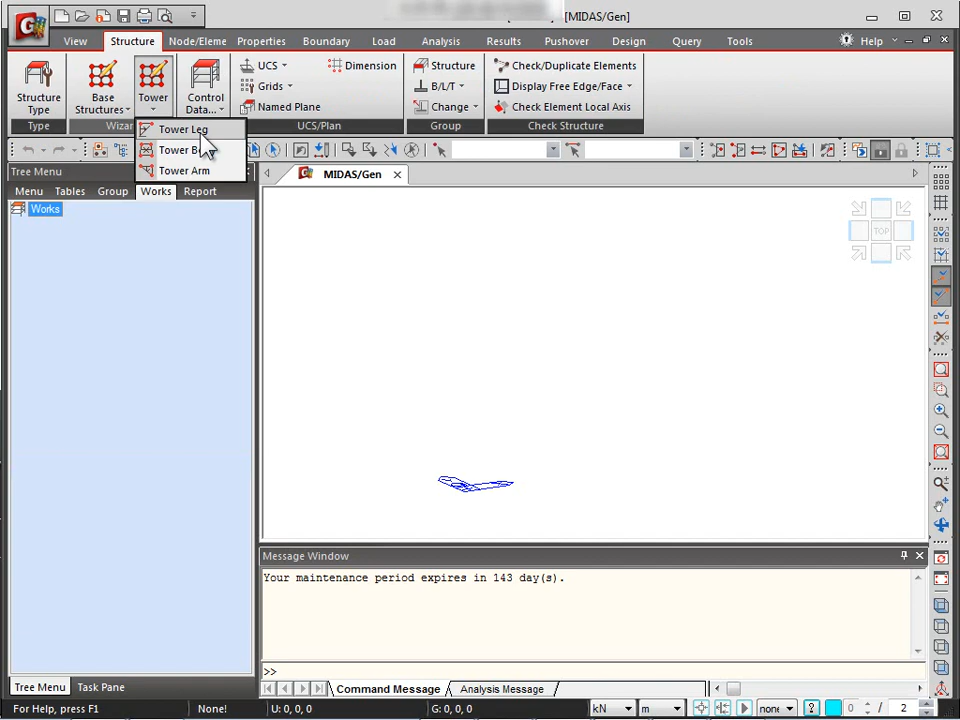 [MIDAS/Gen]
View Structure Node/Eleme Properties Boundary Load Analysis Results Pushover Design Query Tools Help
Structure Type
Base Structures
Tower
Control Data...
UCS
Grids
Named Plane
Dimension
Structure
B/L/T
Change
Check/Duplicate Elements
Display Free Edge/Face
Check Element Local Axis
Type Wizar UCS/Plan Group Check Structure
Tower Leg
Tower B
Tower Arm
Tree Menu
Menu Tables Group Works Report
Works
MIDAS/Gen
TOP
Message Window
Your maintenance period expires in 143 day(s).
>>
Command Message Analysis Message
Tree Menu Task Pane
For Help, press F1 None! U: 0, 0, 0 G: 0, 0, 0 kN m none 0 / 2